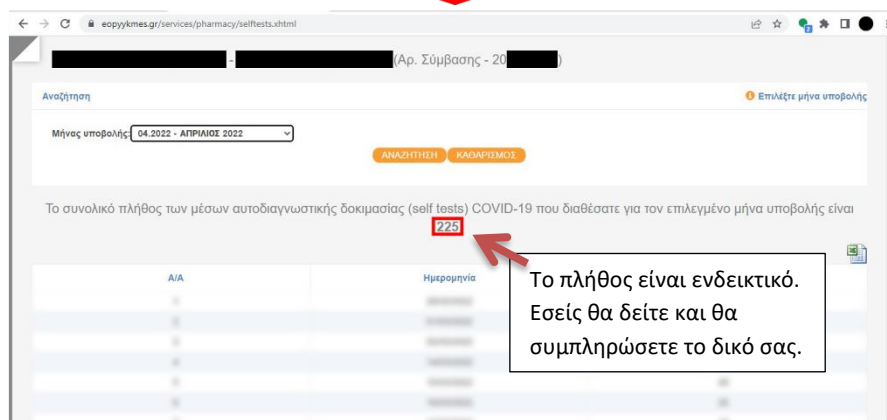 eopyykmes.gr/services/pharmacy/selftests.xhtml
- (Αρ. Σύμβασης - 20 )
Αναζήτηση
Επιλέξτε μήνα υποβολής
Μήνας υποβολής: 04.2022 - ΑΠΡΙΛΙΟΣ 2022
ΑΝΑΖΗΤΗΣΗ ΚΑΘΑΡΙΣΜΟΣ
Το συνολικό πλήθος των μέσων αυτοδιαγνωστικής δοκιμασίας (self tests) COVID-19 που διαθέσατε για τον επιλεγμένο μήνα υποβολής είναι
225
Α/Α Ημερομηνία
Το πλήθος είναι ενδεικτικό.
Εσείς θα δείτε και θα
συμπληρώσετε το δικό σας.